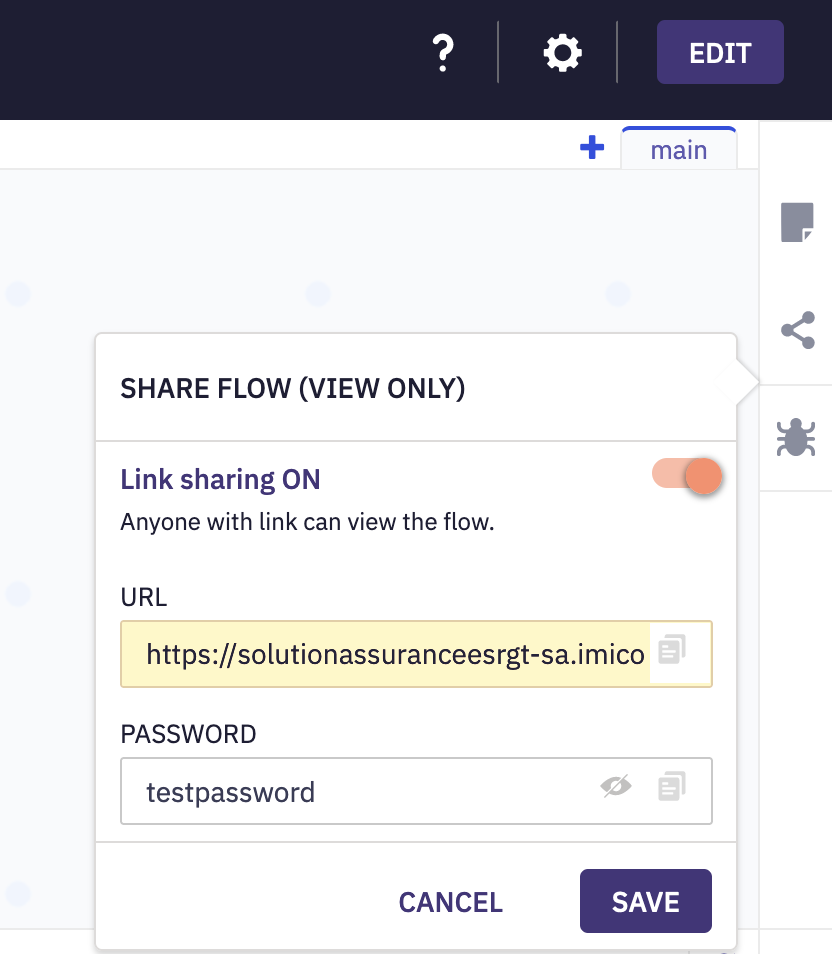 ?
EDIT
+ main
SHARE FLOW (VIEW ONLY)
Link sharing ON
Anyone with link can view the flow.
URL
https://solutionassuranceesrgt-sa.imico
PASSWORD
testpassword
CANCEL SAVE